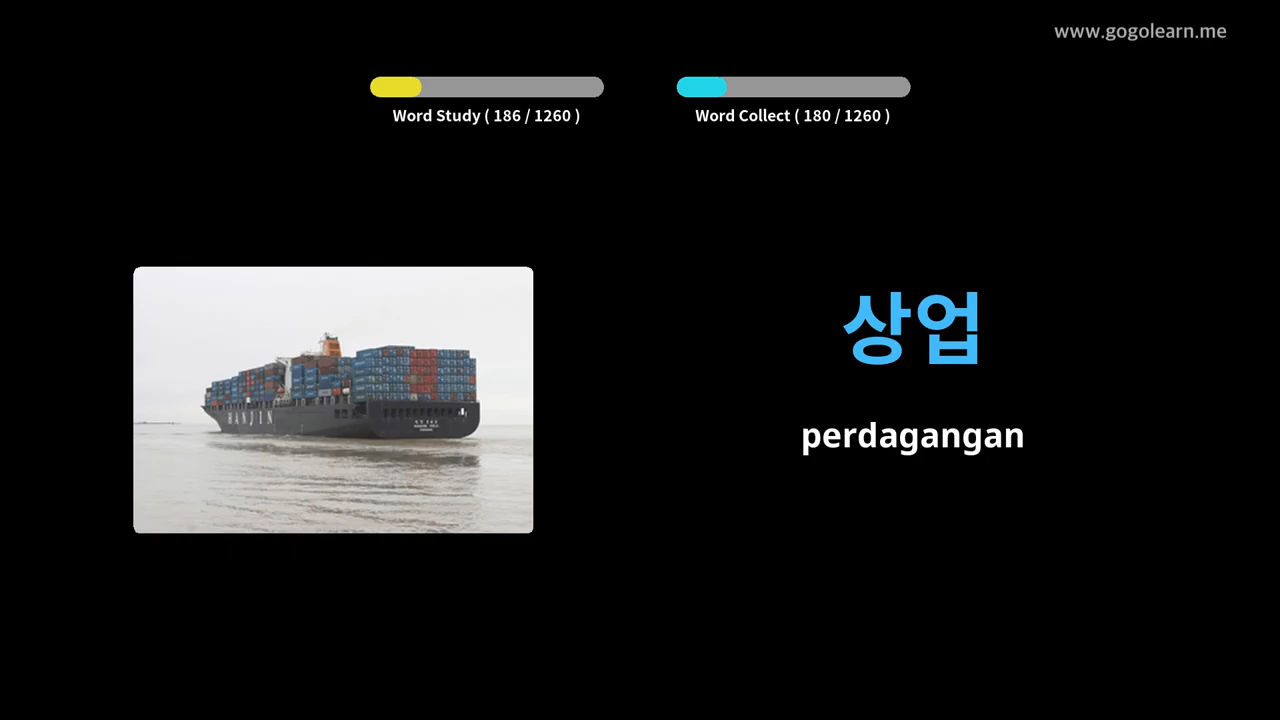 www.gogolearn.me
Word Study ( 186 / 1260 )
Word Collect ( 180 / 1260 )
HANJIN
상업
perdagangan